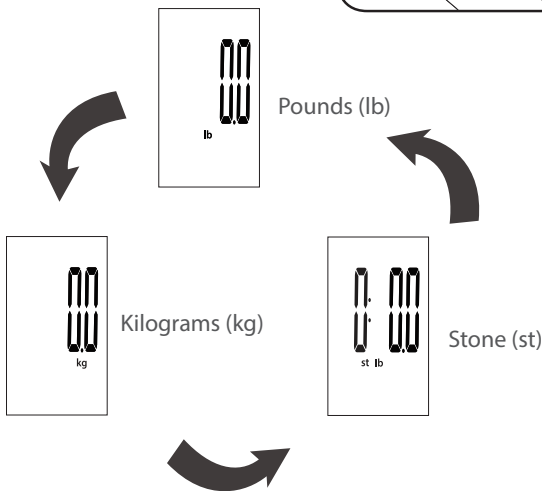 0.0
lb
Pounds (lb)
0.0
kg
Kilograms (kg)
0: 0.0
st lb
Stone (st)